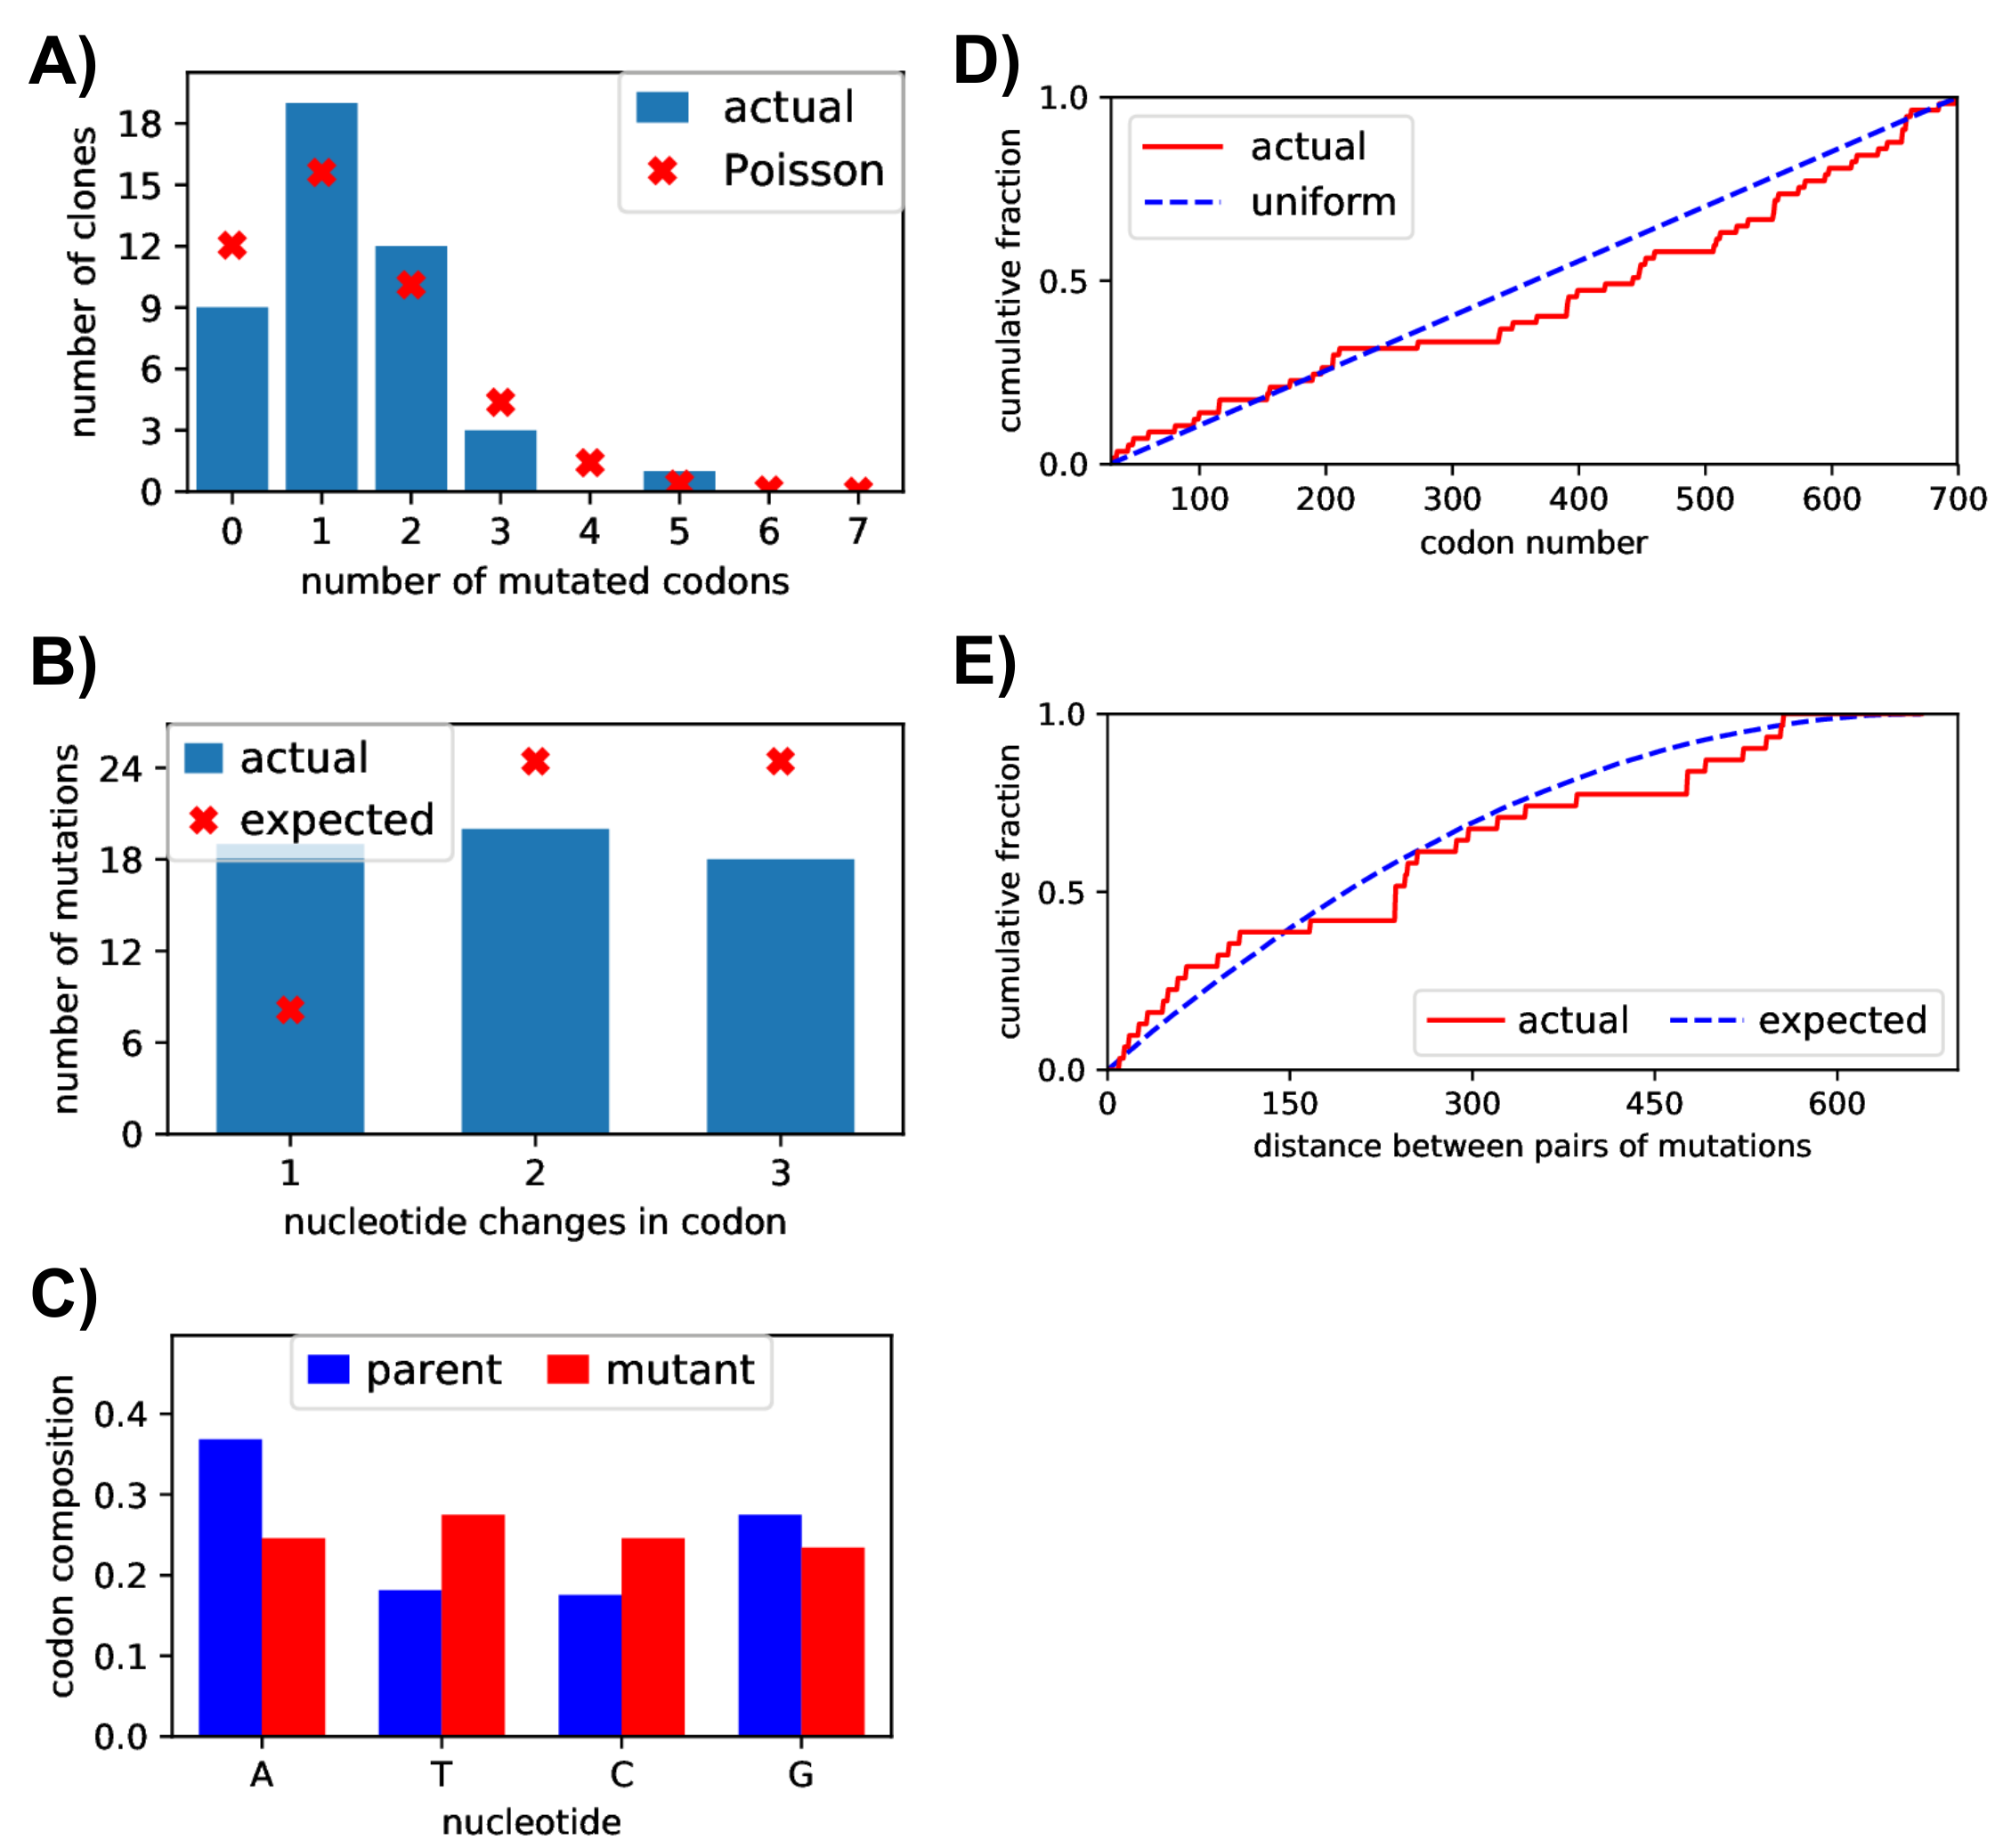 A)
actual
Poisson
number of clones
18
15
12
9
6
3
0
0 1 2 3 4 5 6 7
number of mutated codons
B)
actual
expected
number of mutations
24
18
12
6
0
1 2 3
nucleotide changes in codon
C)
parent mutant
codon composition
0.4
0.3
0.2
0.1
0.0
A T C G
nucleotide
D)
actual
uniform
cumulative fraction
1.0
0.5
0.0
100 200 300 400 500 600 700
codon number
E)
cumulative fraction
1.0
0.5
0.0
actual expected
0 150 300 450 600
distance between pairs of mutations